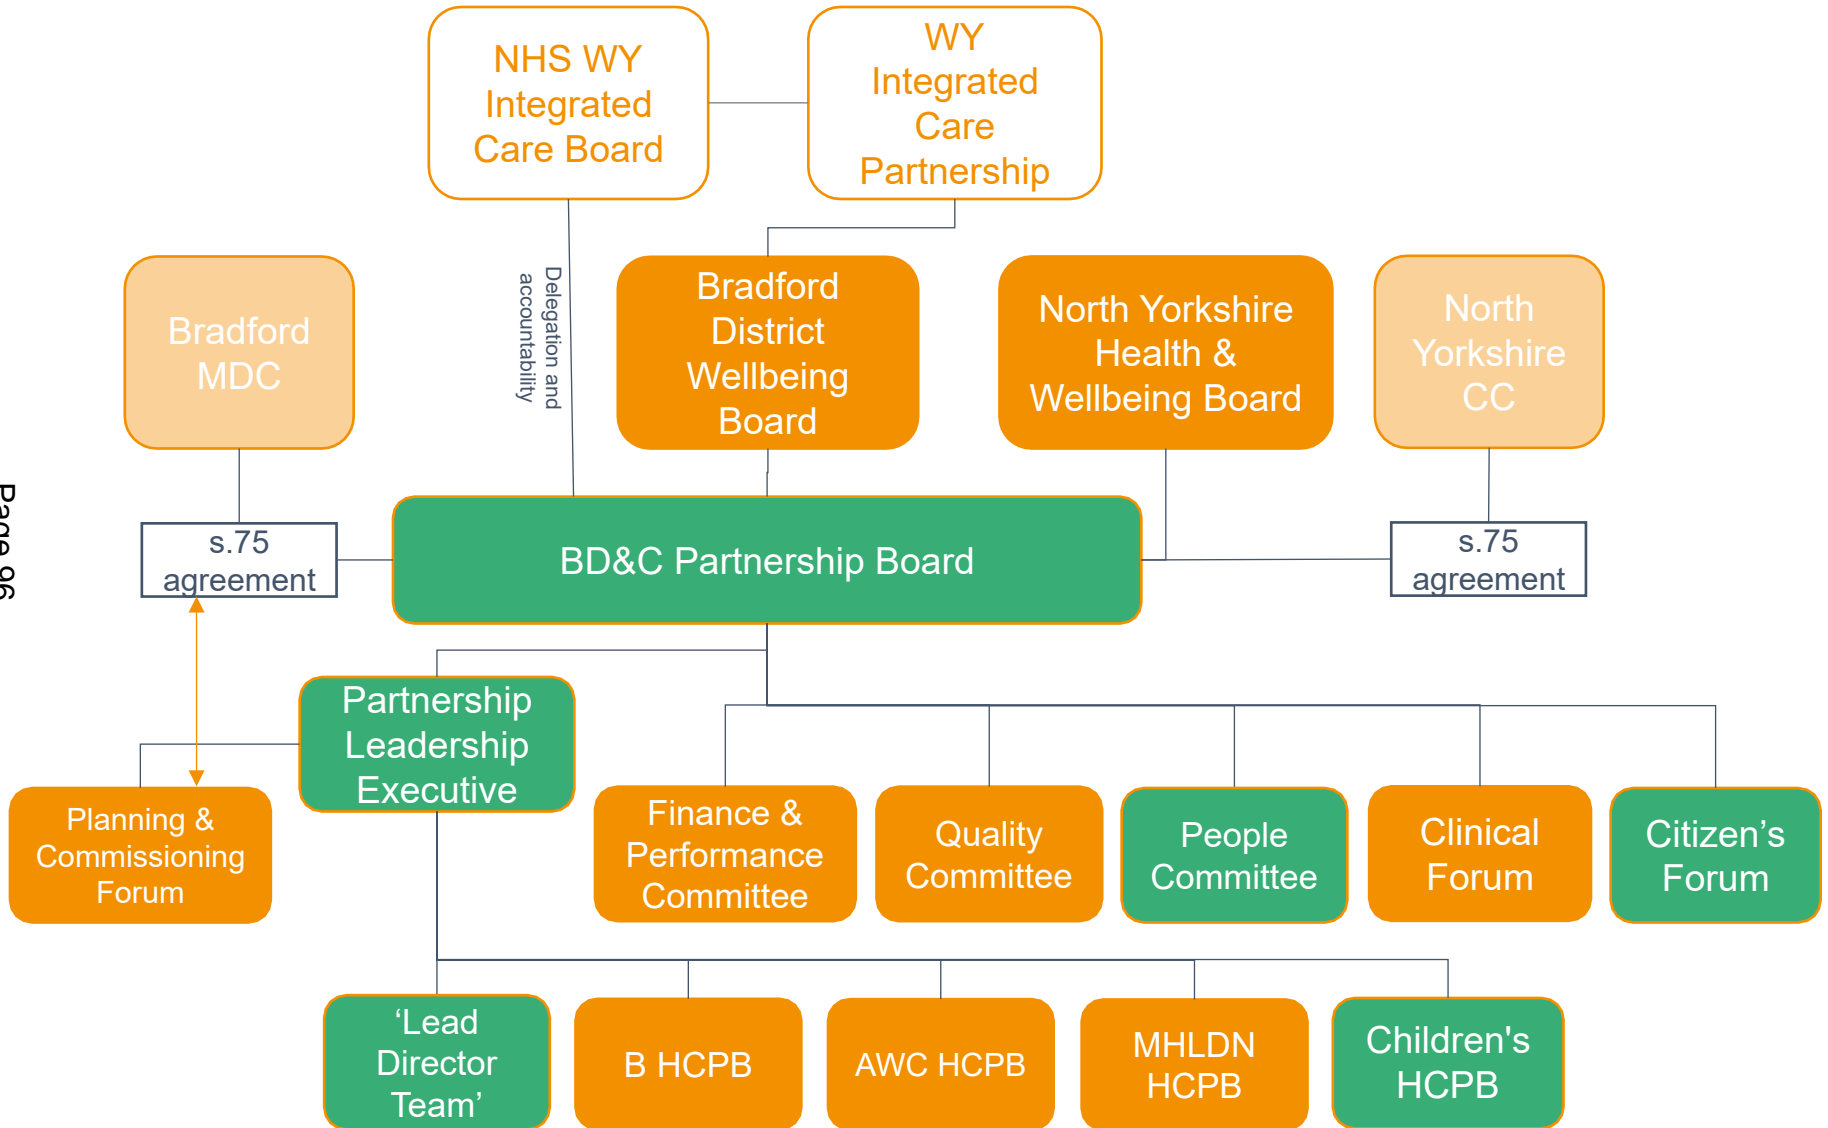 NHS WY
Integrated
Care Board
WY
Integrated
Care
Partnership
Delegation and
accountability
Bradford
MDC
Bradford
District
Wellbeing
Board
North Yorkshire
Health &
Wellbeing Board
North
Yorkshire
CC
Page 96
s.75
agreement
BD&C Partnership Board
s.75
agreement
Partnership
Leadership
Executive
Planning &
Commissioning
Forum
Finance &
Performance
Committee
Quality
Committee
People
Committee
Clinical
Forum
Citizen’s
Forum
‘Lead
Director
Team’
B HCPB
AWC HCPB
MHLDN
HCPB
Children's
HCPB